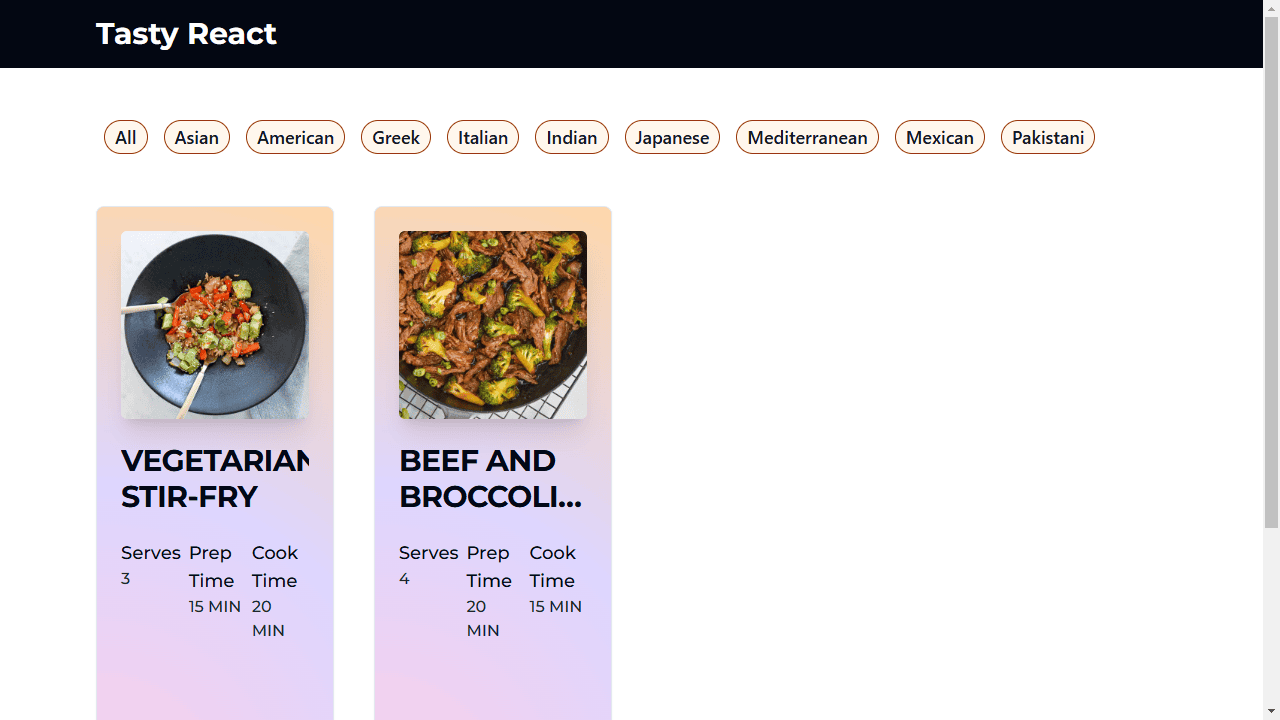 Tasty React
All Asian American Greek Italian Indian Japanese Mediterranean Mexican Pakistani
VEGETARIAN
STIR-FRY
Serves
3
Prep
Time
15 MIN
Cook
Time
20
MIN
BEEF AND
BROCCOLI...
Serves
4
Prep
Time
20
MIN
Cook
Time
15 MIN